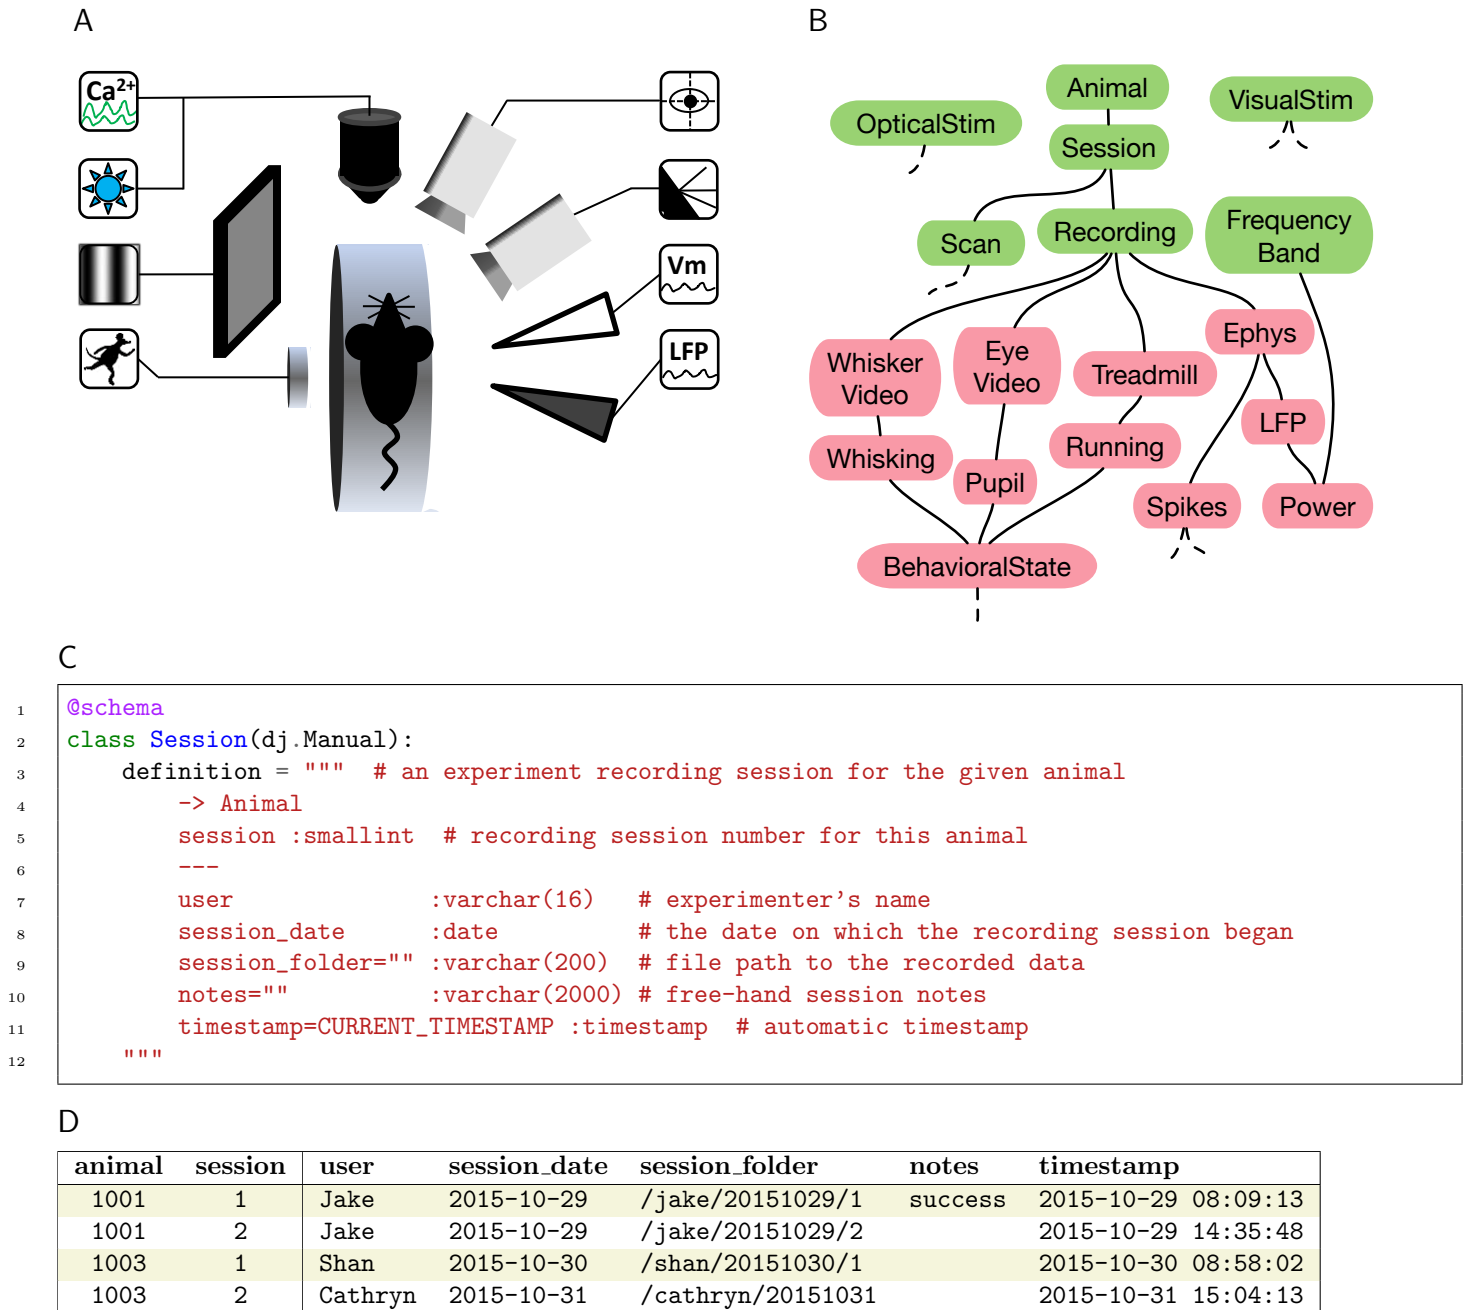 A
B
Ca2+
Vm
LFP
Animal
VisualStim
OpticalStim
Session
Scan
Recording
Frequency
Band
Whisker
Video
Eye
Video
Treadmill
Ephys
LFP
Whisking
Pupil
Running
Spikes
Power
BehavioralState
C
1 @schema
2 class Session(dj.Manual):
3 definition = """ # an experiment recording session for the given animal
4 -> Animal
5 session :smallint # recording session number for this animal
6 ---
7 user :varchar(16) # experimenter's name
8 session_date :date # the date on which the recording session began
9 session_folder="" :varchar(200) # file path to the recorded data
10 notes="" :varchar(2000) # free-hand session notes
11 timestamp=CURRENT_TIMESTAMP :timestamp # automatic timestamp
12 """
D
animal session user session_date session_folder notes timestamp
1001 1 Jake 2015-10-29 /jake/20151029/1 success 2015-10-29 08:09:13
1001 2 Jake 2015-10-29 /jake/20151029/2 2015-10-29 14:35:48
1003 1 Shan 2015-10-30 /shan/20151030/1 2015-10-30 08:58:02
1003 2 Cathryn 2015-10-31 /cathryn/20151031 2015-10-31 15:04:13